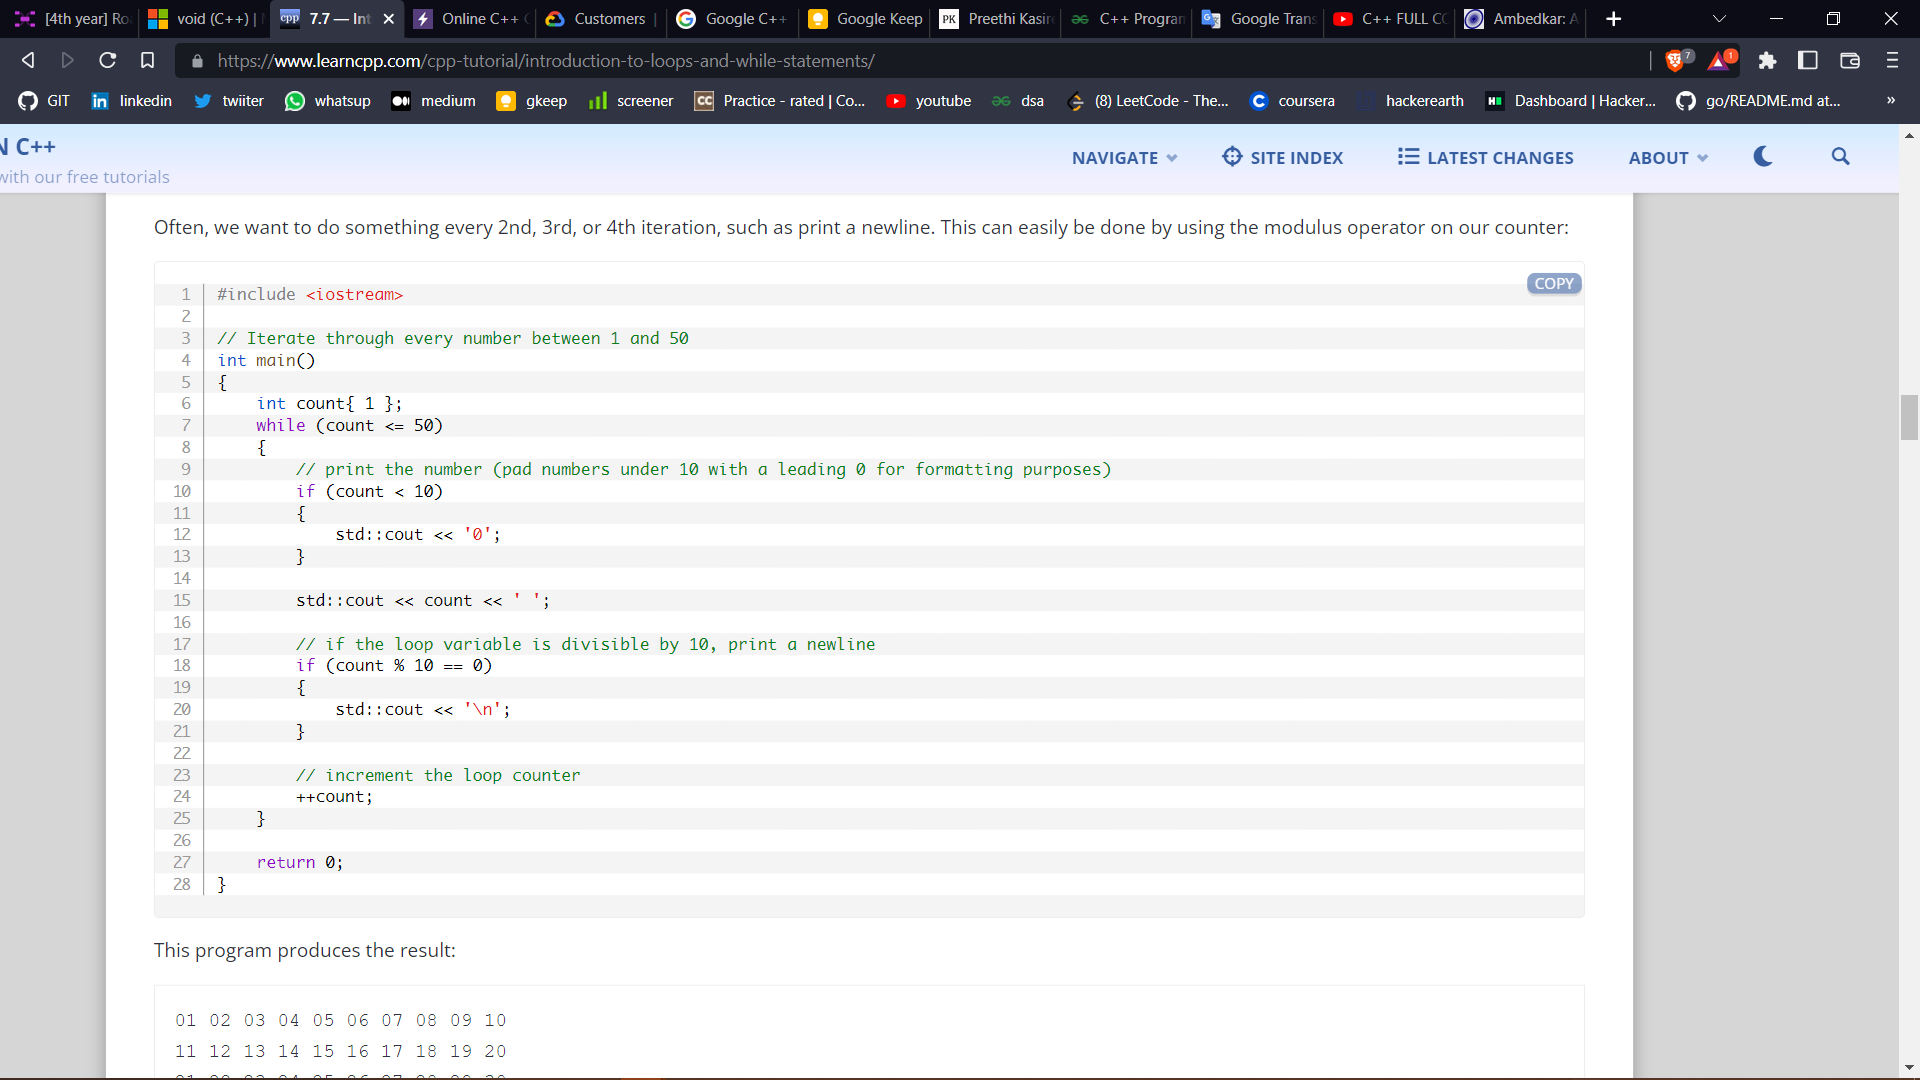 [4th year] Ro
void (C++) |
7.7 — Int
Online C++
Customers
Google C++
Google Keep
PK Preethi Kasir
C++ Progran
Google Trans
C++ FULL CO
Ambedkar: A
https://www.learncpp.com/cpp-tutorial/introduction-to-loops-and-while-statements/
7
1
GIT
linkedin
twiiter
whatsup
medium
gkeep
screener
Practice - rated | Co...
youtube
dsa
(8) LeetCode - The...
coursera
hackerearth
Dashboard | Hacker...
go/README.md at...
»
N C++
with our free tutorials
NAVIGATE
SITE INDEX
LATEST CHANGES
ABOUT
Often, we want to do something every 2nd, 3rd, or 4th iteration, such as print a newline. This can easily be done by using the modulus operator on our counter:
COPY
1 #include <iostream>
2
3 // Iterate through every number between 1 and 50
4 int main()
5 {
6     int count{ 1 };
7     while (count <= 50)
8     {
9         // print the number (pad numbers under 10 with a leading 0 for formatting purposes)
10         if (count < 10)
11         {
12             std::cout << '0';
13         }
14
15         std::cout << count << ' ';
16
17         // if the loop variable is divisible by 10, print a newline
18         if (count % 10 == 0)
19         {
20             std::cout << '\n';
21         }
22
23         // increment the loop counter
24         ++count;
25     }
26
27     return 0;
28 }
This program produces the result:
01 02 03 04 05 06 07 08 09 10
11 12 13 14 15 16 17 18 19 20